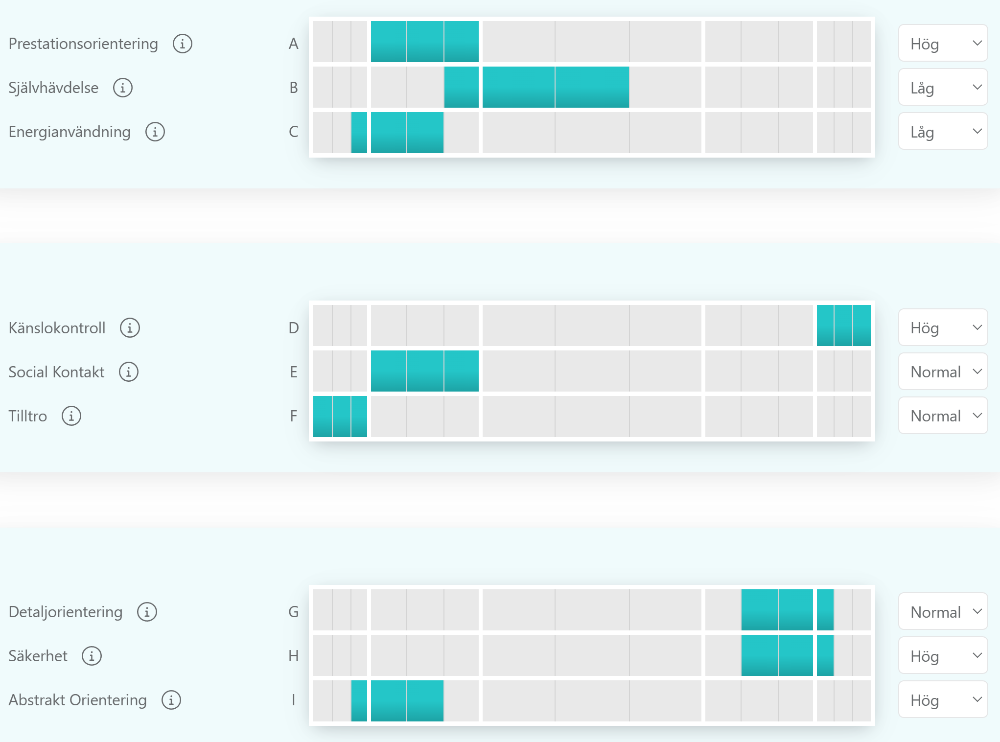 Prestationsorientering i A Hög
Självhävdelse i B Låg
Energianvändning i C Låg
Känslokontroll i D Hög
Social Kontakt i E Normal
Tilltro i F Normal
Detaljorientering i G Normal
Säkerhet i H Hög
Abstrakt Orientering i I Hög